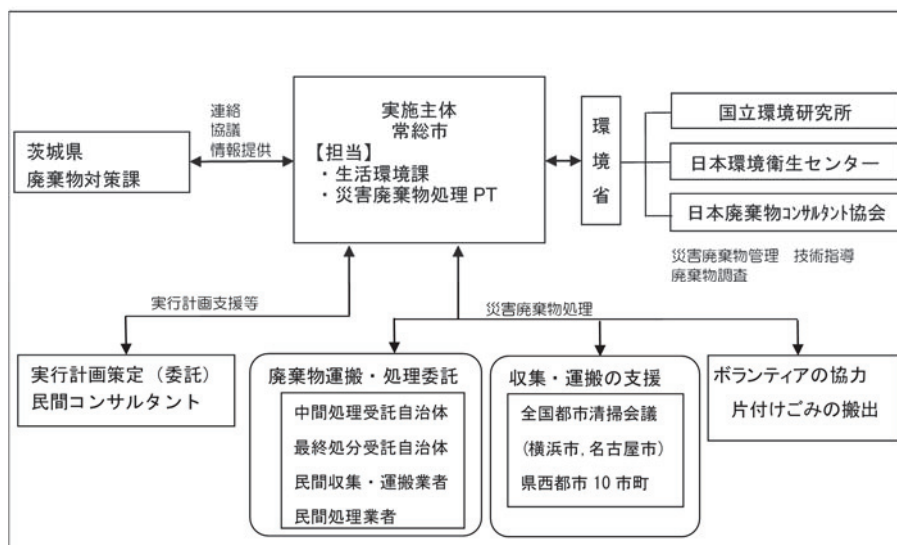 連絡
協議
情報提供
茨城県
廃棄物対策課
実施主体
常総市
【担当】
・生活環境課
・災害廃棄物処理 PT
環境省
国立環境研究所
日本環境衛生センター
日本廃棄物コンサルタント協会
災害廃棄物管理 技術指導
廃棄物調査
実行計画支援等
災害廃棄物処理
実行計画策定（委託）
民間コンサルタント
廃棄物運搬・処理委託
中間処理受託自治体
最終処分受託自治体
民間収集・運搬業者
民間処理業者
収集・運搬の支援
全国都市清掃会議
(横浜市,名古屋市)
県西都市 10 市町
ボランティアの協力
片付けごみの搬出